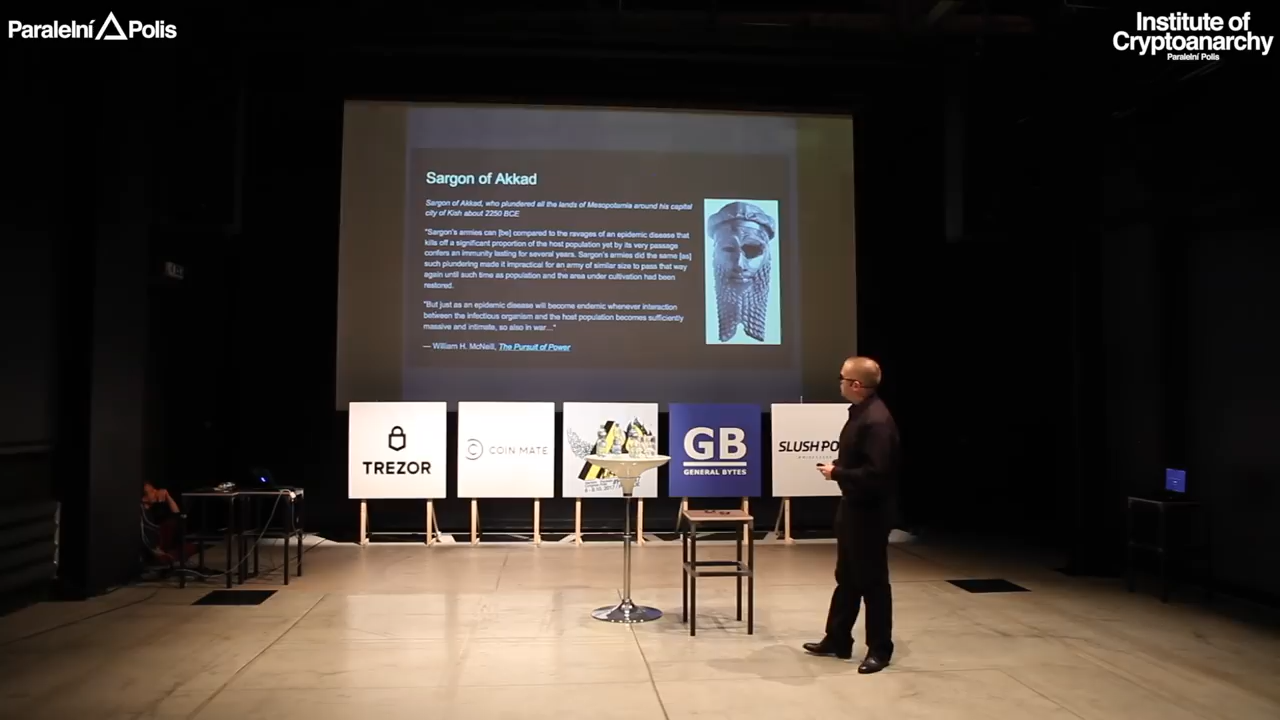 Paralelní Polis
Institute of
Cryptoanarchy
Paralelní Polis
Sargon of Akkad
Sargon of Akkad, who plundered all the lands of Mesopotamia around his capital
city of Kish about 2250 BCE
"Sargon's armies can [be] compared to the ravages of an epidemic disease that
kills off a significant proportion of the host population yet by its very passage
confers an immunity lasting for several years. Sargon's armies did the same [as]
such plundering made it impractical for an army of similar size to pass that way
again until such time as population and the area under cultivation had been
restored.
"But just as an epidemic disease will become endemic whenever interaction
between the infectious organism and the host population becomes sufficiently
massive and intimate, so also in war..."
— William H. McNeill, The Pursuit of Power
TREZOR
COINMATE
GB
GENERAL BYTES
SLUSH PO